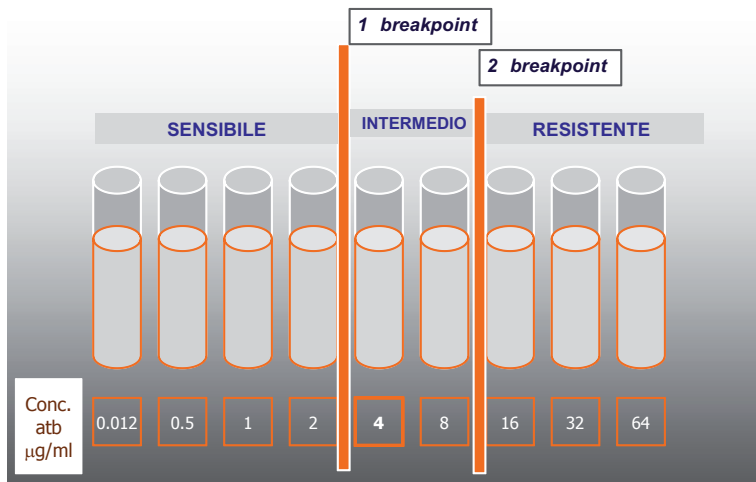 1 breakpoint
2 breakpoint
SENSIBILE
INTERMEDIO
RESISTENTE
Conc.
atb
μg/ml
0.012 0.5 1 2 4 8 16 32 64